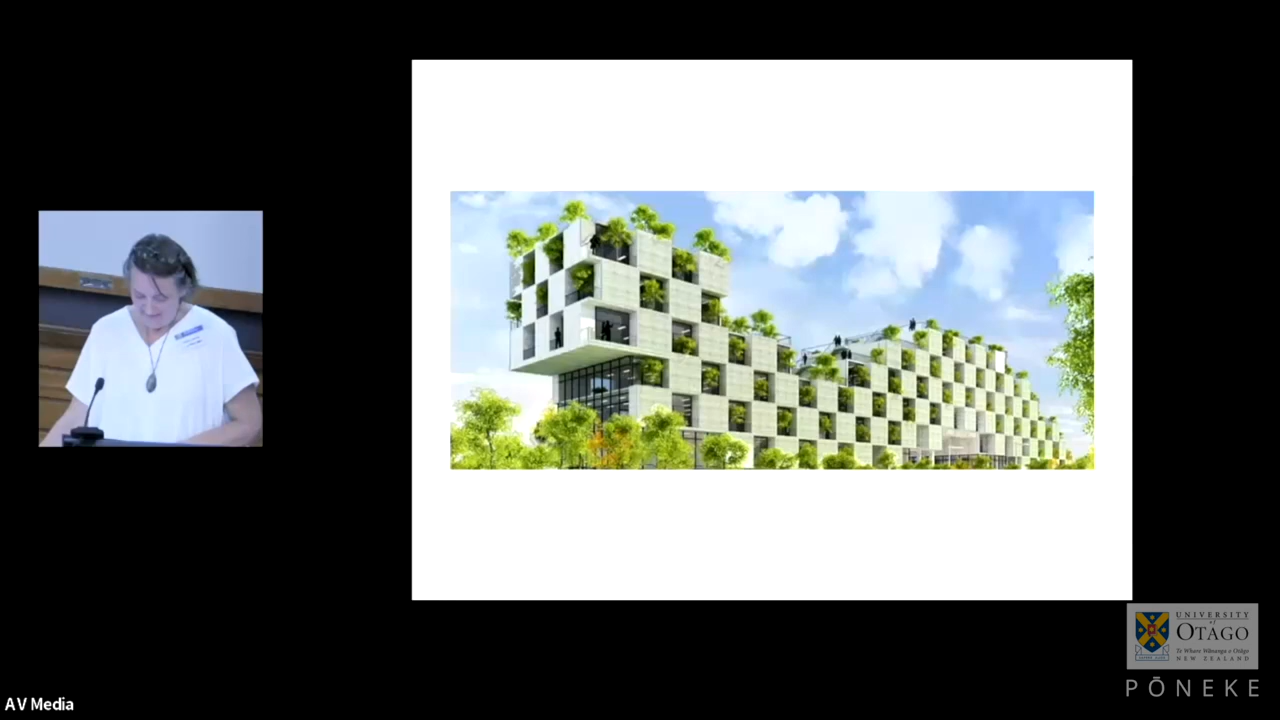 UNIVERSITY
of
OTAGO
Te Whare Wānanga o Otāgo
NEW ZEALAND
PŌNEKE
AV Media